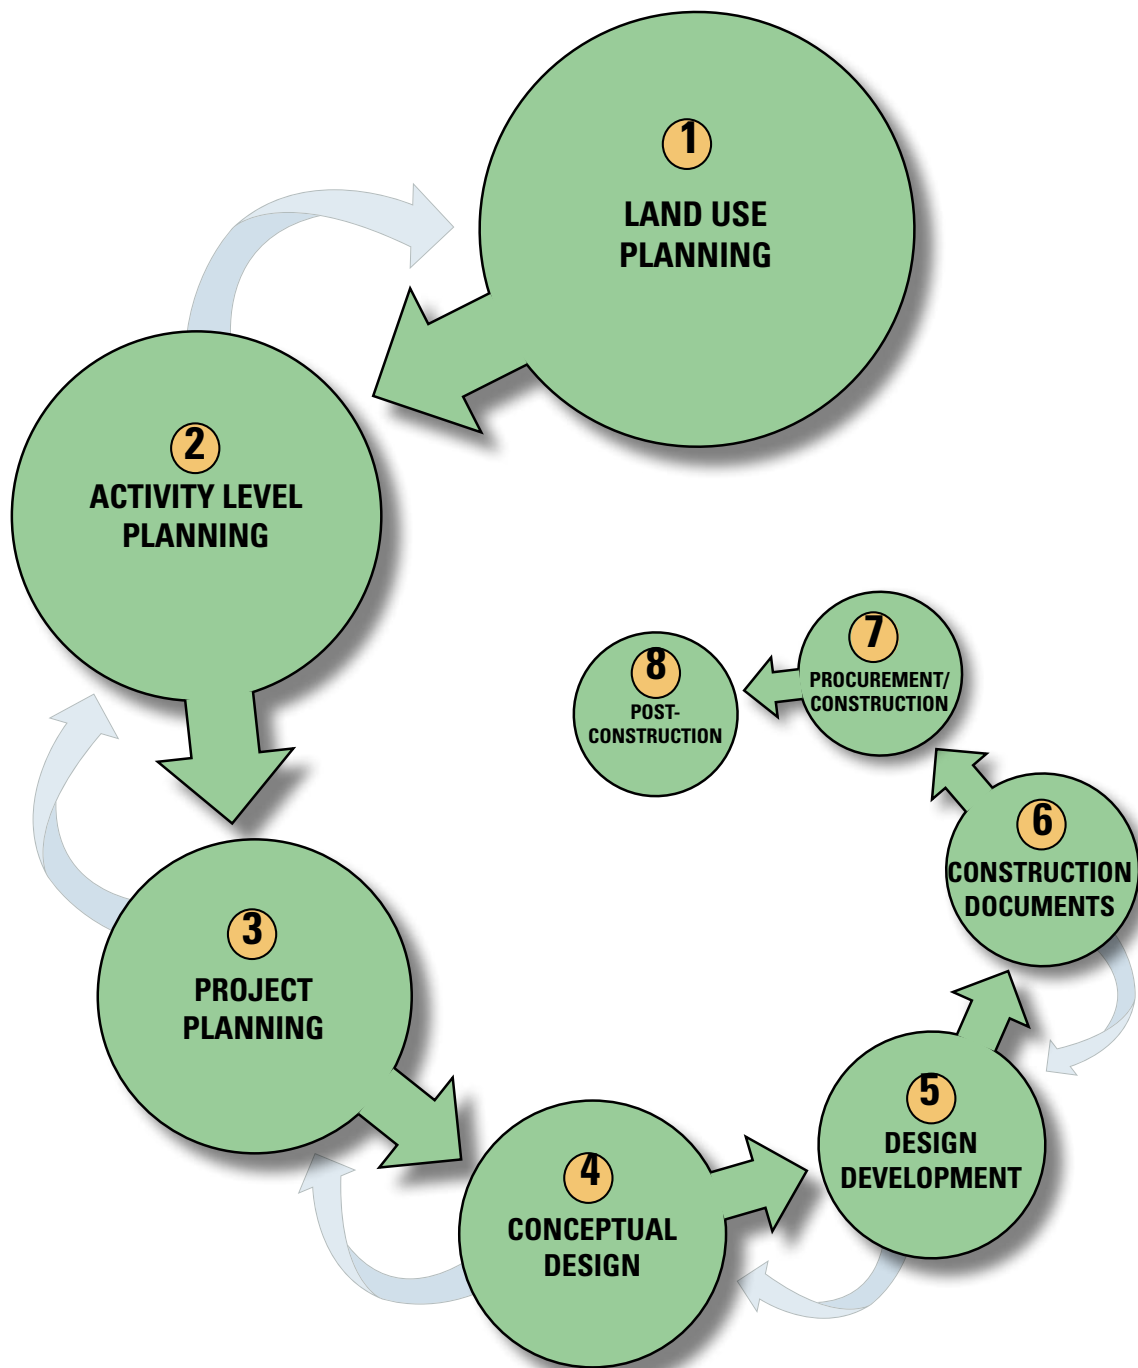 1
LAND USE
PLANNING
2
ACTIVITY LEVEL
PLANNING
3
PROJECT
PLANNING
4
CONCEPTUAL
DESIGN
5
DESIGN
DEVELOPMENT
6
CONSTRUCTION
DOCUMENTS
7
PROCUREMENT/
CONSTRUCTION
8
POST-
CONSTRUCTION